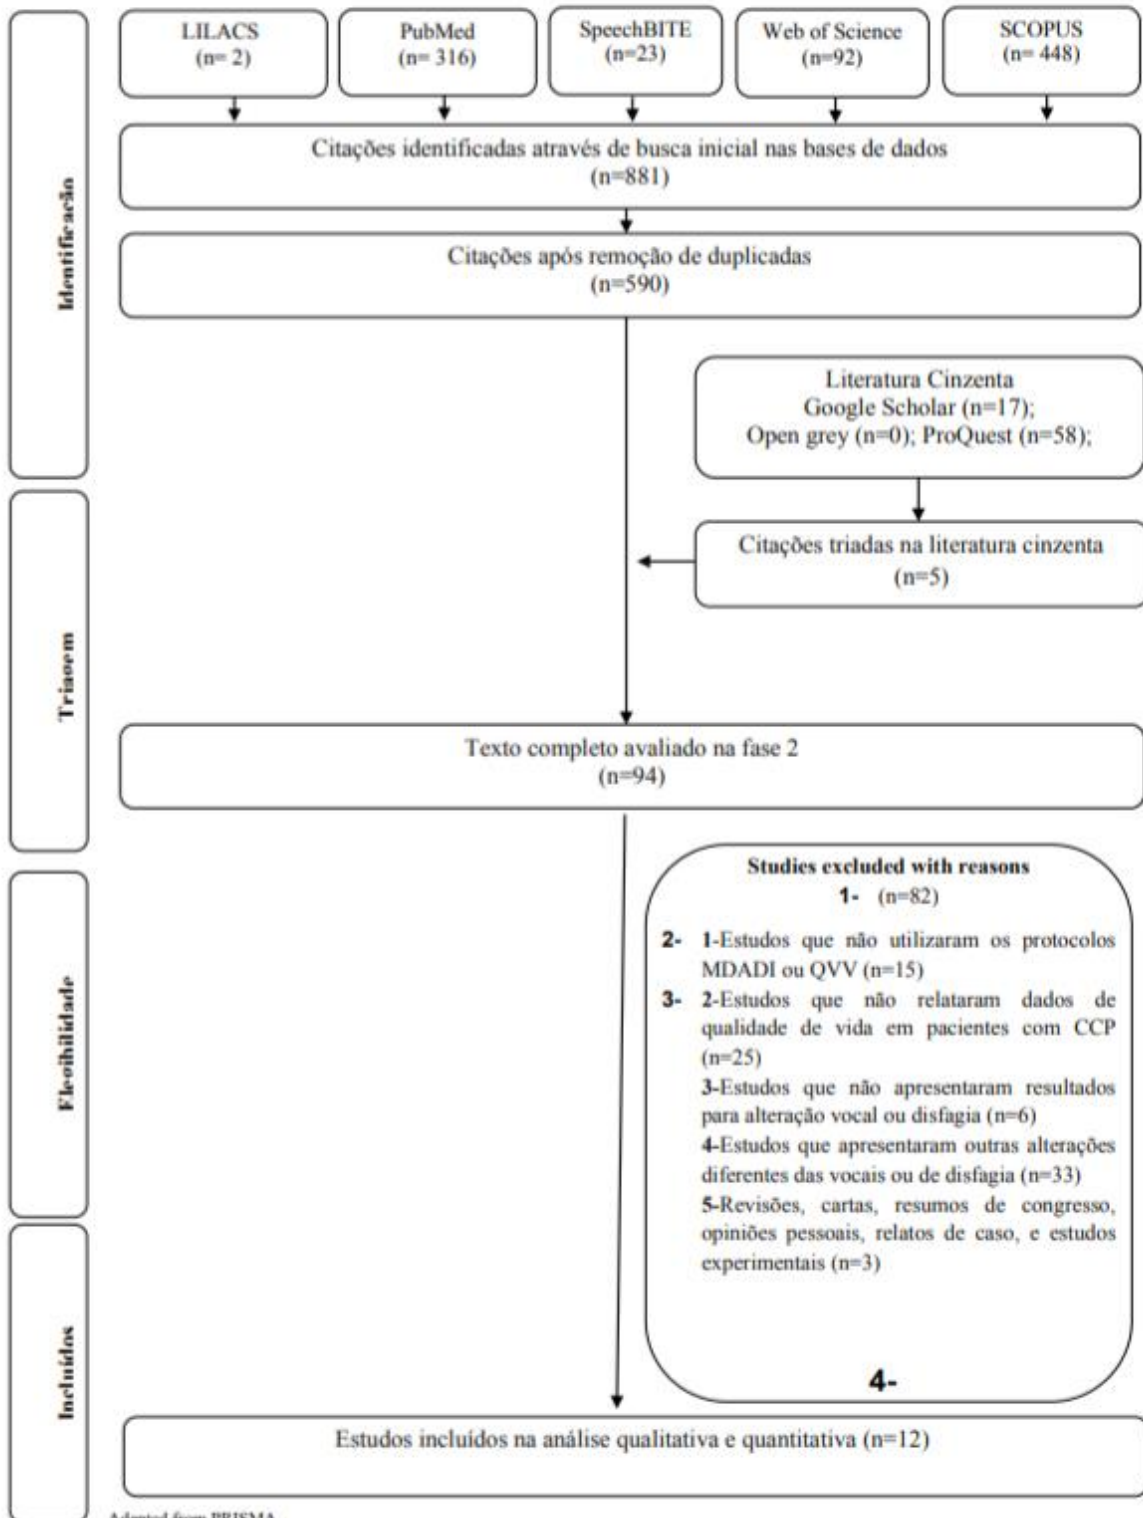 LILACS
(n= 2)
PubMed
(n= 316)
SpeechBITE
(n=23)
Web of Science
(n=92)
SCOPUS
(n= 448)
Citações identificadas através de busca inicial nas bases de dados
(n=881)
Citações após remoção de duplicadas
(n=590)
Identificação
Literatura Cinzenta
Google Scholar (n=17);
Open grey (n=0); ProQuest (n=58);
Citações triadas na literatura cinzenta
(n=5)
Triagem
Texto completo avaliado na fase 2
(n=94)
Studies excluded with reasons
1- (n=82)
2- 1-Estudos que não utilizaram os protocolos
MDADI ou QVV (n=15)
3- 2-Estudos que não relataram dados de
qualidade de vida em pacientes com CCP
(n=25)
3-Estudos que não apresentaram resultados
para alteração vocal ou disfagia (n=6)
4-Estudos que apresentaram outras alterações
diferentes das vocais ou de disfagia (n=33)
5-Revisões, cartas, resumos de congresso,
opiniões pessoais, relatos de caso, e estudos
experimentais (n=3)
4-
Elegibilidade
Incluídos
Estudos incluídos na análise qualitativa e quantitativa (n=12)
Adapted from PRISMA